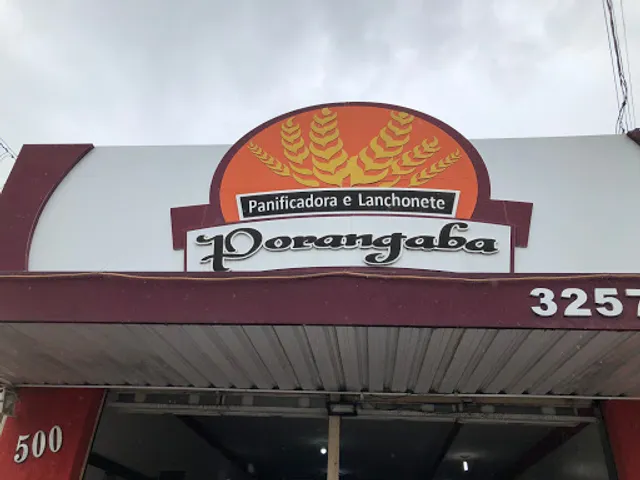 Panificadora e Lanchonete
Porangaba
3257
500